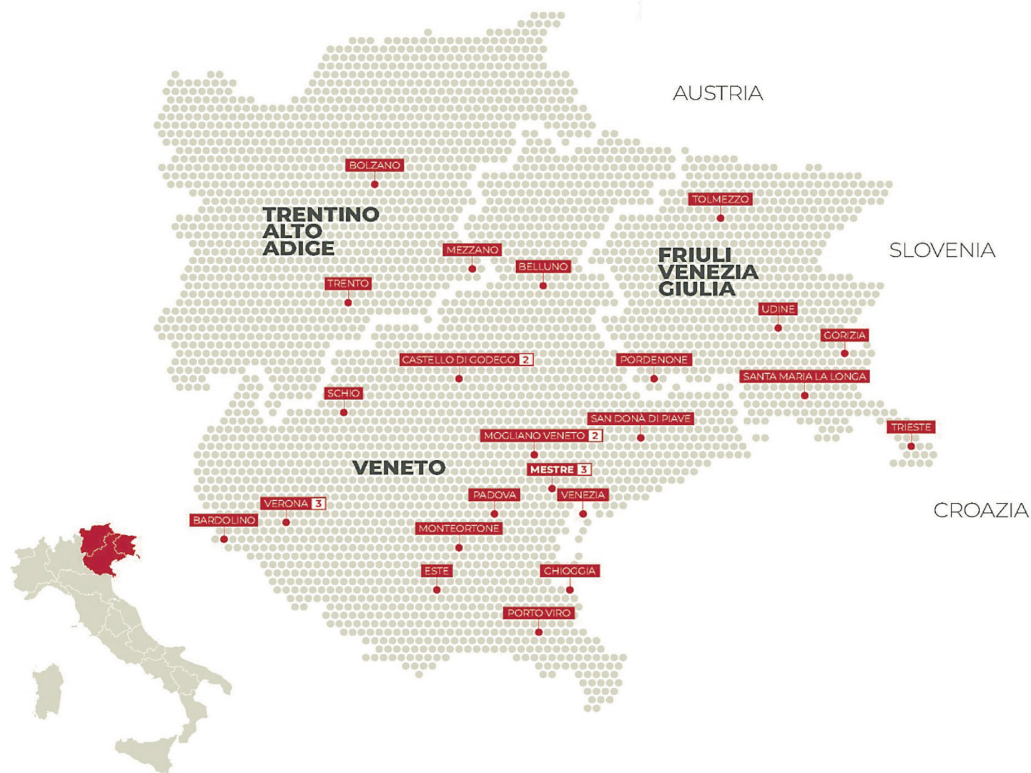 AUSTRIA
BOLZANO
TOLMEZZO
TRENTINO
ALTO
ADIGE
MEZZANO
SLOVENIA
BELLUNO
FRIULI
VENEZIA
GIULIA
TRENTO
UDINE
GORIZIA
CASTELLO DI GODEGO 2
PORDENONE
SANTA MARIA LA LONGA
SCHIO
SAN DONÀ DI PIAVE
TRIESTE
MOGLIANO VENETO 2
VENETO
MESTRE 3
PADOVA
VENEZIA
VERONA 3
CROAZIA
BARDOLINO
MONTEORTONE
ESTE
CHIOGGIA
PORTO VIRO